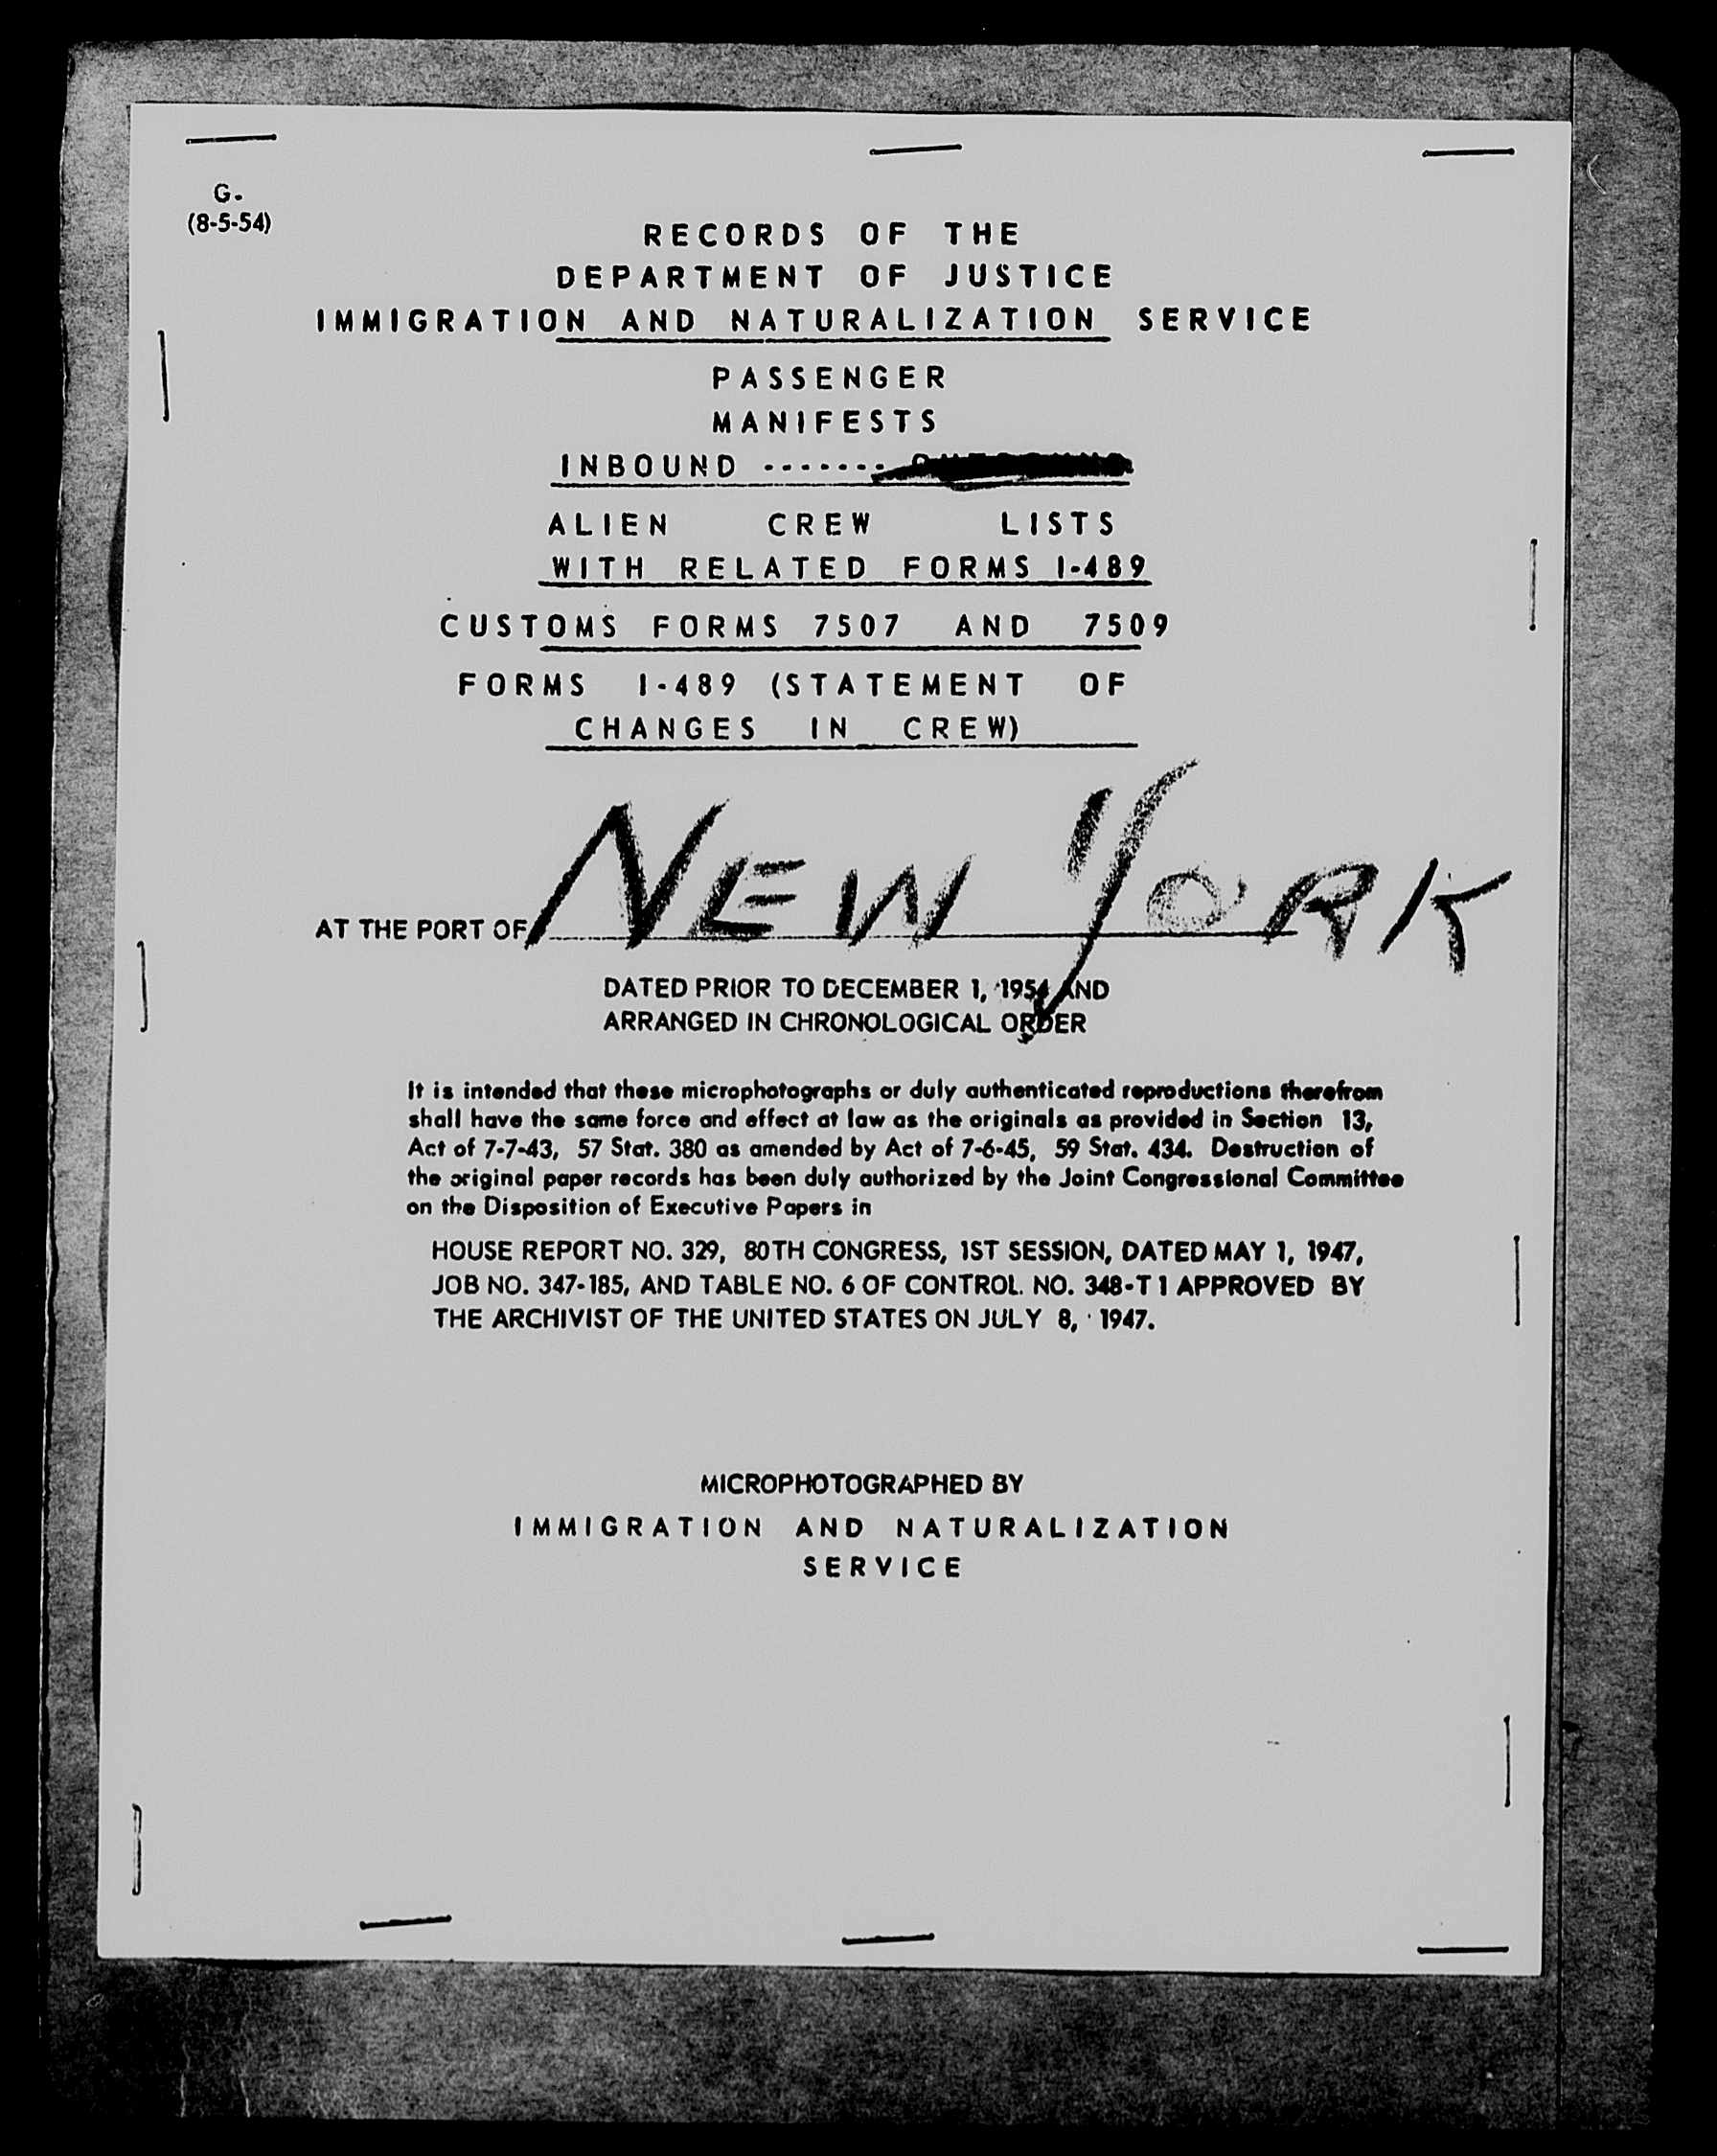 G.
(8-5-54)
RECORDS OF THE
DEPARTMENT OF JUSTICE
IMMIGRATION AND NATURALIZATION SERVICE
PASSENGER
MANIFESTS
INBOUND -------
ALIEN CREW LISTS
WITH RELATED FORMS I-489
CUSTOMS FORMS 7507 AND 7509
FORMS I-489 (STATEMENT OF
CHANGES IN CREW)
AT THE PORT OF NEW YORK
DATED PRIOR TO DECEMBER 1, 1954 AND
ARRANGED IN CHRONOLOGICAL ORDER
It is intended that these microphotographs or duly authenticated reproductions therefrom
shall have the same force and effect at law as the originals as provided in Section 13,
Act of 7-7-43, 57 Stat. 380 as amended by Act of 7-6-45, 59 Stat. 434. Destruction of
the original paper records has been duly authorized by the Joint Congressional Committee
on the Disposition of Executive Papers in
HOUSE REPORT NO. 329, 80TH CONGRESS, 1ST SESSION, DATED MAY 1, 1947,
JOB NO. 347-185, AND TABLE NO. 6 OF CONTROL. NO. 348-T1 APPROVED BY
THE ARCHIVIST OF THE UNITED STATES ON JULY 8, 1947.
MICROPHOTOGRAPHED BY
IMMIGRATION AND NATURALIZATION
SERVICE